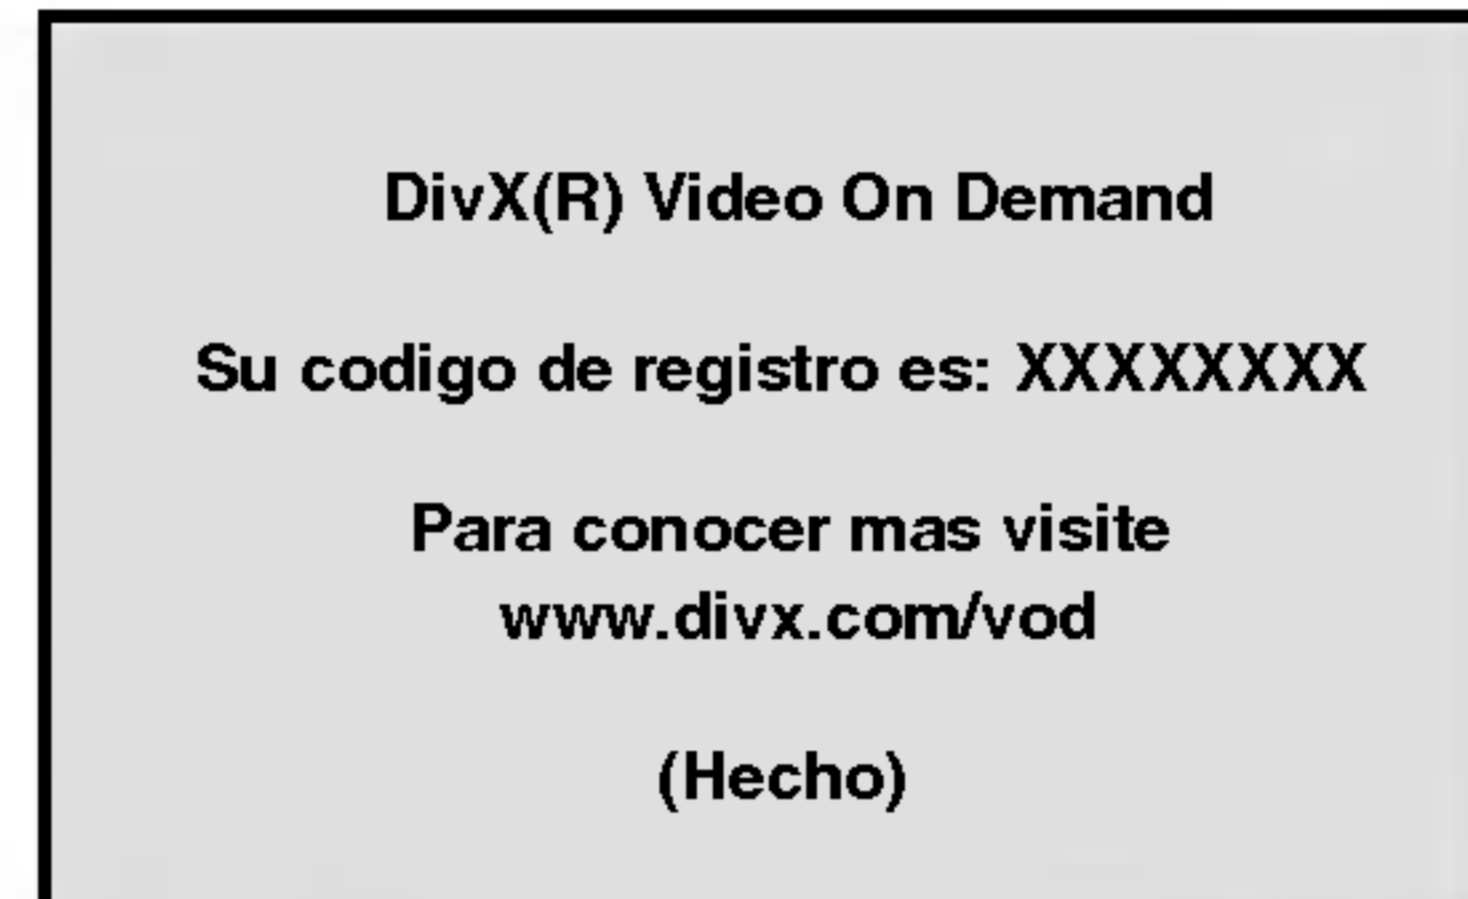 DivX(R) Video On Demand
Su codigo de registro es: XXXXXXXX
Para conocer mas visite
www.divx.com/vod
(Hecho)